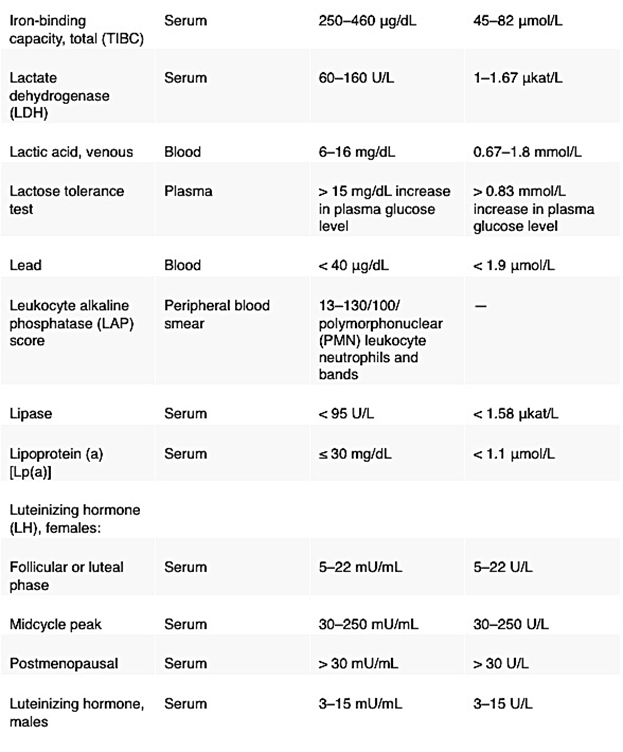 Iron-binding Serum 250–460 µg/dL 45–82 µmol/L
capacity, total (TIBC)
Lactate Serum 60–160 U/L 1–1.67 µkat/L
dehydrogenase
(LDH)
Lactic acid, venous Blood 6–16 mg/dL 0.67–1.8 mmol/L
Lactose tolerance Plasma > 15 mg/dL increase > 0.83 mmol/L
test in plasma glucose increase in plasma
level glucose level
Lead Blood < 40 µg/dL < 1.9 µmol/L
Leukocyte alkaline Peripheral blood 13–130/100/ —
phosphatase (LAP) smear polymorphonuclear
score (PMN) leukocyte
neutrophils and
bands
Lipase Serum < 95 U/L < 1.58 µkat/L
Lipoprotein (a) Serum ≤ 30 mg/dL < 1.1 µmol/L
[Lp(a)]
Luteinizing hormone
(LH), females:
Follicular or luteal Serum 5–22 mU/mL 5–22 U/L
phase
Midcycle peak Serum 30–250 mU/mL 30–250 U/L
Postmenopausal Serum > 30 mU/mL > 30 U/L
Luteinizing hormone, Serum 3–15 mU/mL 3–15 U/L
males